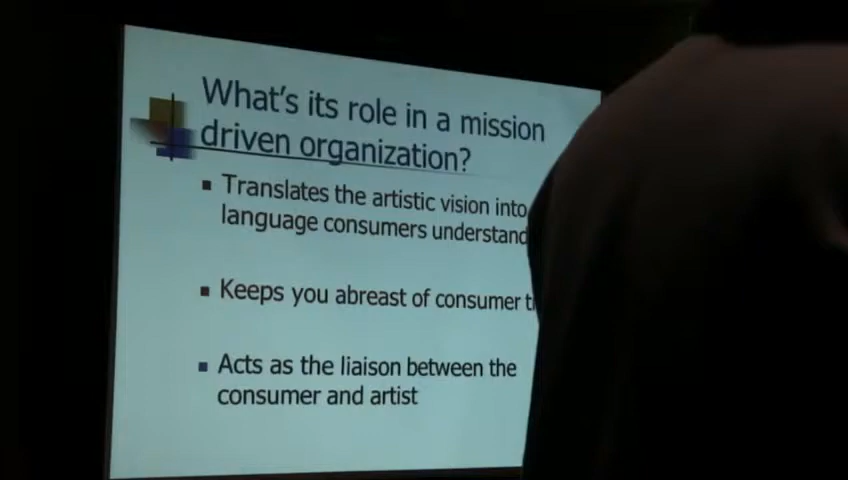 What's its role in a mission
driven organization?
Translates the artistic vision into
language consumers understand
Keeps you abreast of consumer
Acts as the liaison between the
consumer and artist